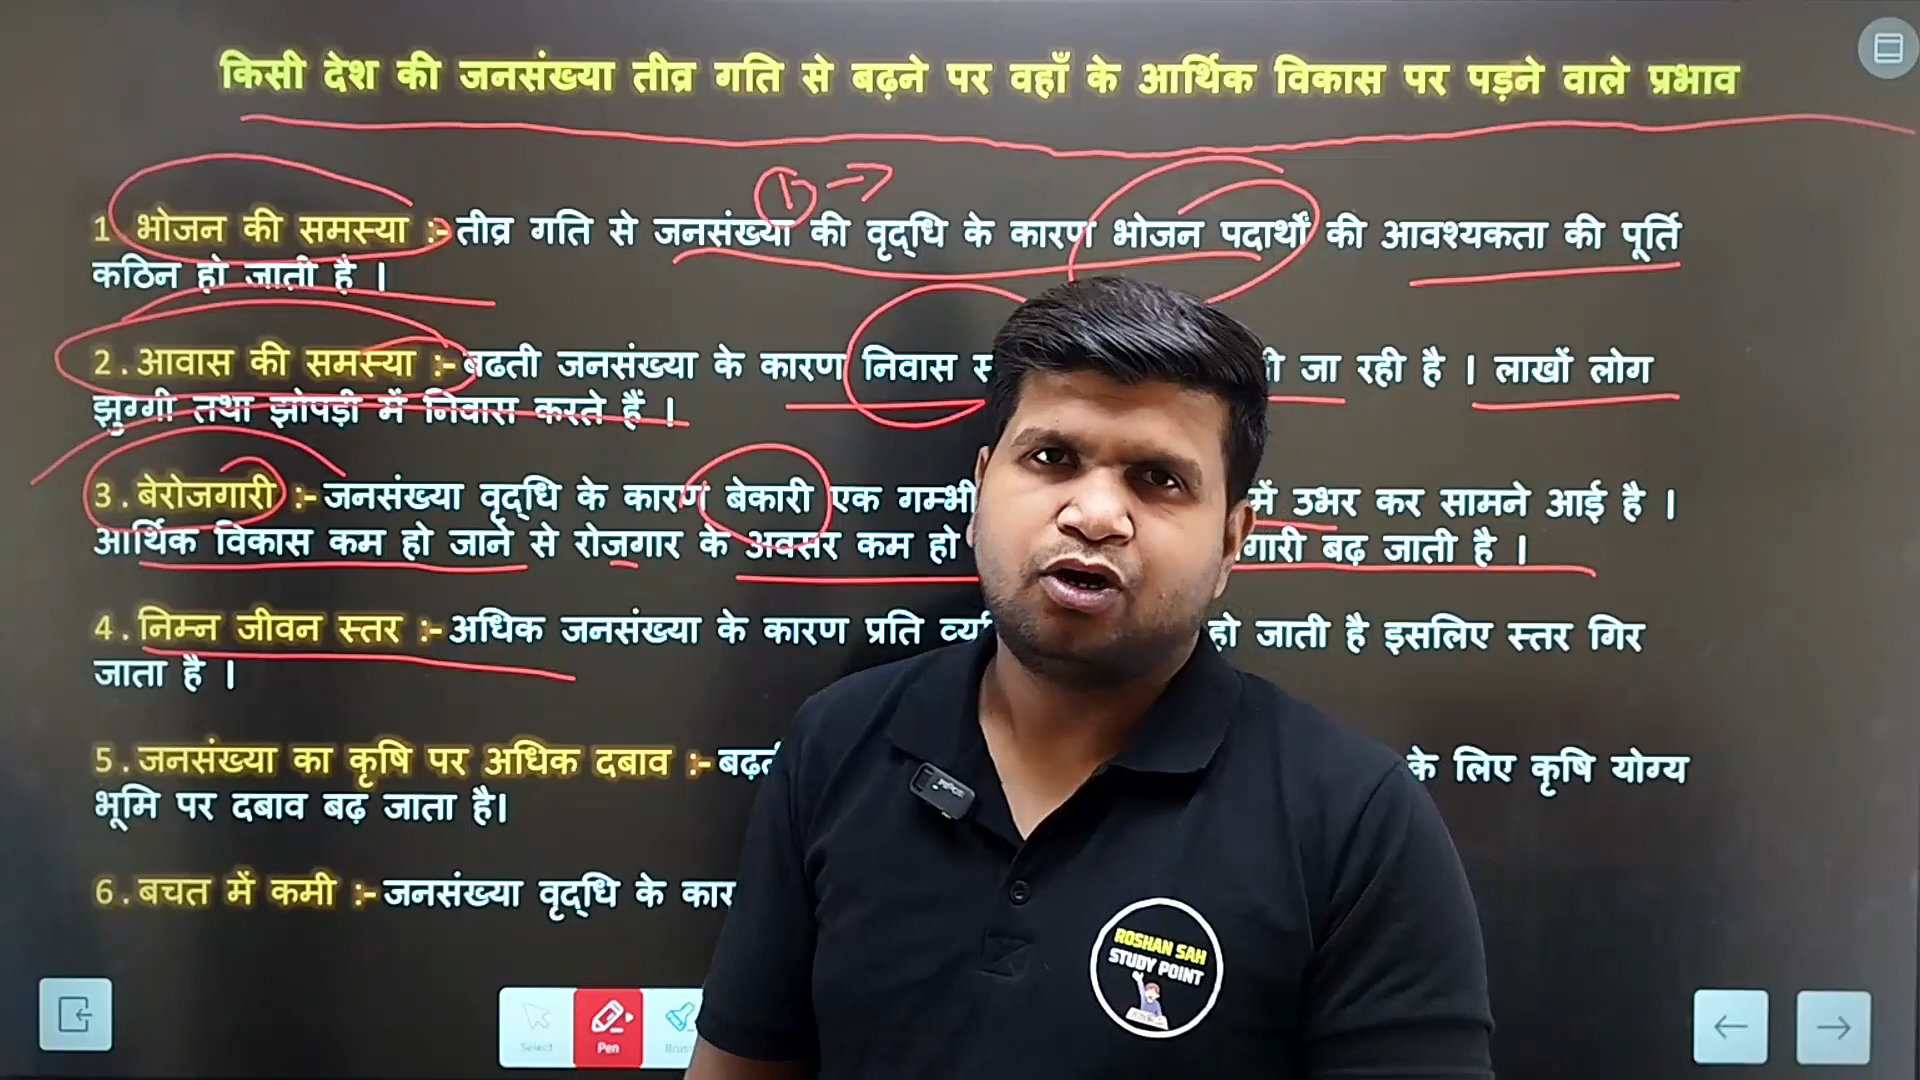 किसी देश की जनसंख्या तीव्र गति से बढ़ने पर वहाँ के आर्थिक विकास पर पड़ने वाले प्रभाव
1
1 भोजन की समस्या :- तीव्र गति से जनसंख्या की वृद्धि के कारण भोजन पदार्थों की आवश्यकता की पूर्ति
कठिन हो जाती है ।
2.आवास की समस्या :- बढती जनसंख्या के कारण निवास जा रही है । लाखों लोग
झुग्गी तथा झोपड़ी में निवास करते हैं ।
3.बेरोजगारी :- जनसंख्या वृद्धि के कारण बेकारी एक में उभर कर सामने आई है ।
आर्थिक विकास कम हो जाने से रोजगार के अवसर कम हो बढ़ जाती है ।
4.निम्न जीवन स्तर :- अधिक जनसंख्या के कारण प्रति हो जाती है इसलिए स्तर गिर
जाता है ।
5.जनसंख्या का कृषि पर अधिक दबाव :- के लिए कृषि योग्य
भूमि पर दबाव बढ़ जाता है।
6.बचत में कमी :- जनसंख्या वृद्धि के
ROSHAN SAH
STUDY POINT
Select Pen